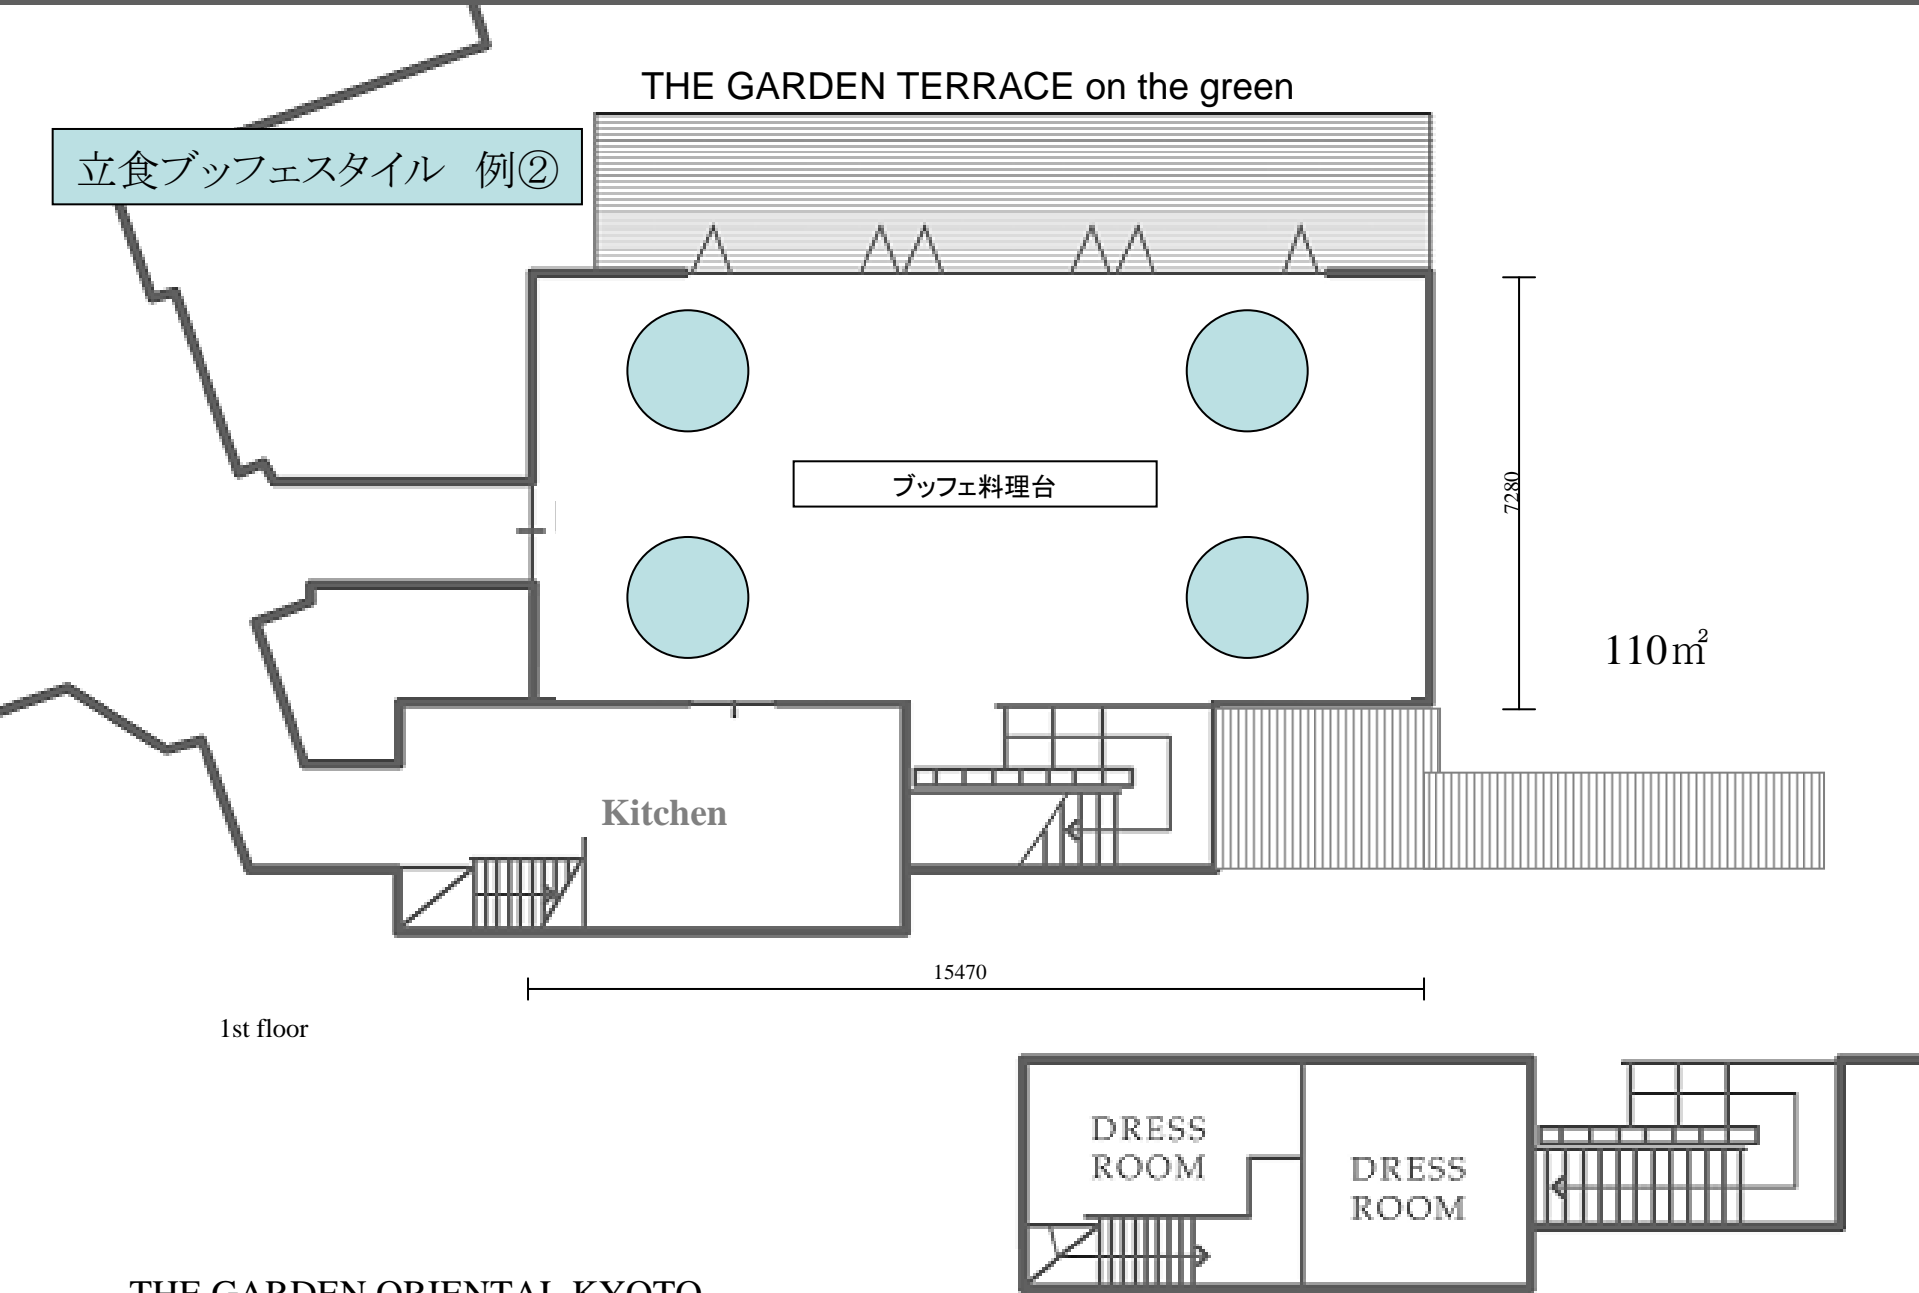 THE GARDEN TERRACE on the green
立食ブッフェスタイル　例②
ブッフェ料理台
7280
110㎡
Kitchen
15470
1st floor
DRESS
ROOM
DRESS
ROOM
THE GARDEN ORIENTAL KYOTO